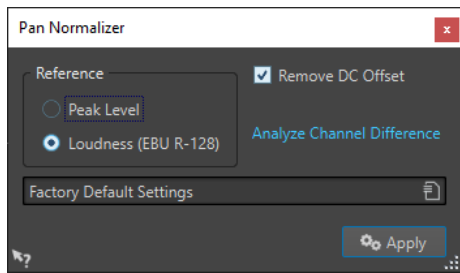 Pan Normalizer
x
Reference
Remove DC Offset
Peak Level
Loudness (EBU R-128)
Analyze Channel Difference
Factory Default Settings
Apply
?